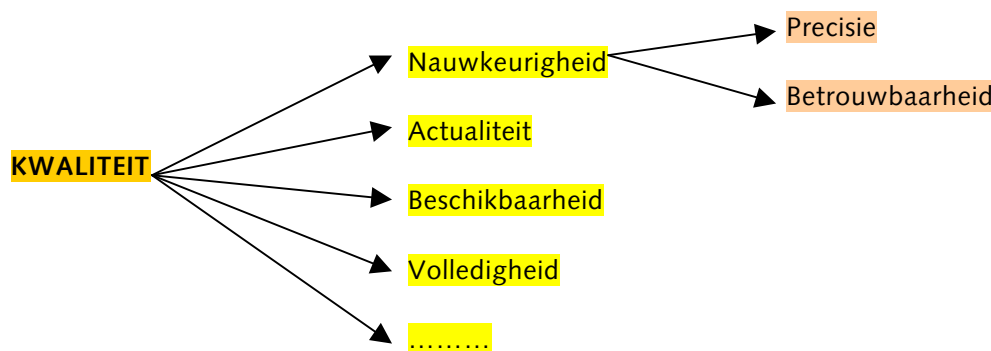 Precisie
Nauwkeurigheid
Betrouwbaarheid
Actualiteit
KWALITEIT
Beschikbaarheid
Volledigheid
.........